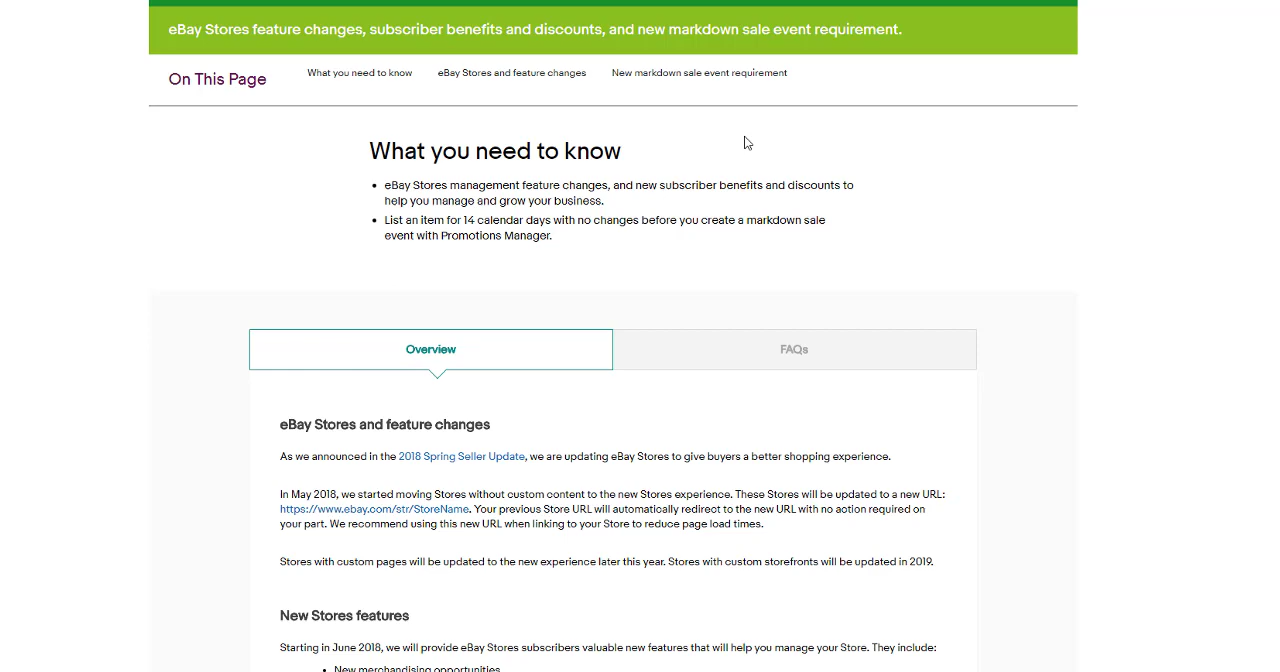 eBay Stores feature changes, subscriber benefits and discounts, and new markdown sale event requirement.
On This Page
What you need to know
eBay Stores and feature changes
New markdown sale event requirement
What you need to know
• eBay Stores management feature changes, and new subscriber benefits and discounts to
help you manage and grow your business.
• List an item for 14 calendar days with no changes before you create a markdown sale
event with Promotions Manager.
Overview
FAQs
eBay Stores and feature changes
As we announced in the 2018 Spring Seller Update, we are updating eBay Stores to give buyers a better shopping experience.
In May 2018, we started moving Stores without custom content to the new Stores experience. These Stores will be updated to a new URL:
https://www.ebay.com/str/StoreName. Your previous Store URL will automatically redirect to the new URL with no action required on
your part. We recommend using this new URL when linking to your Store to reduce page load times.
Stores with custom pages will be updated to the new experience later this year. Stores with custom storefronts will be updated in 2019.
New Stores features
Starting in June 2018, we will provide eBay Stores subscribers valuable new features that will help you manage your Store. They include:
• New merchandising opportunities